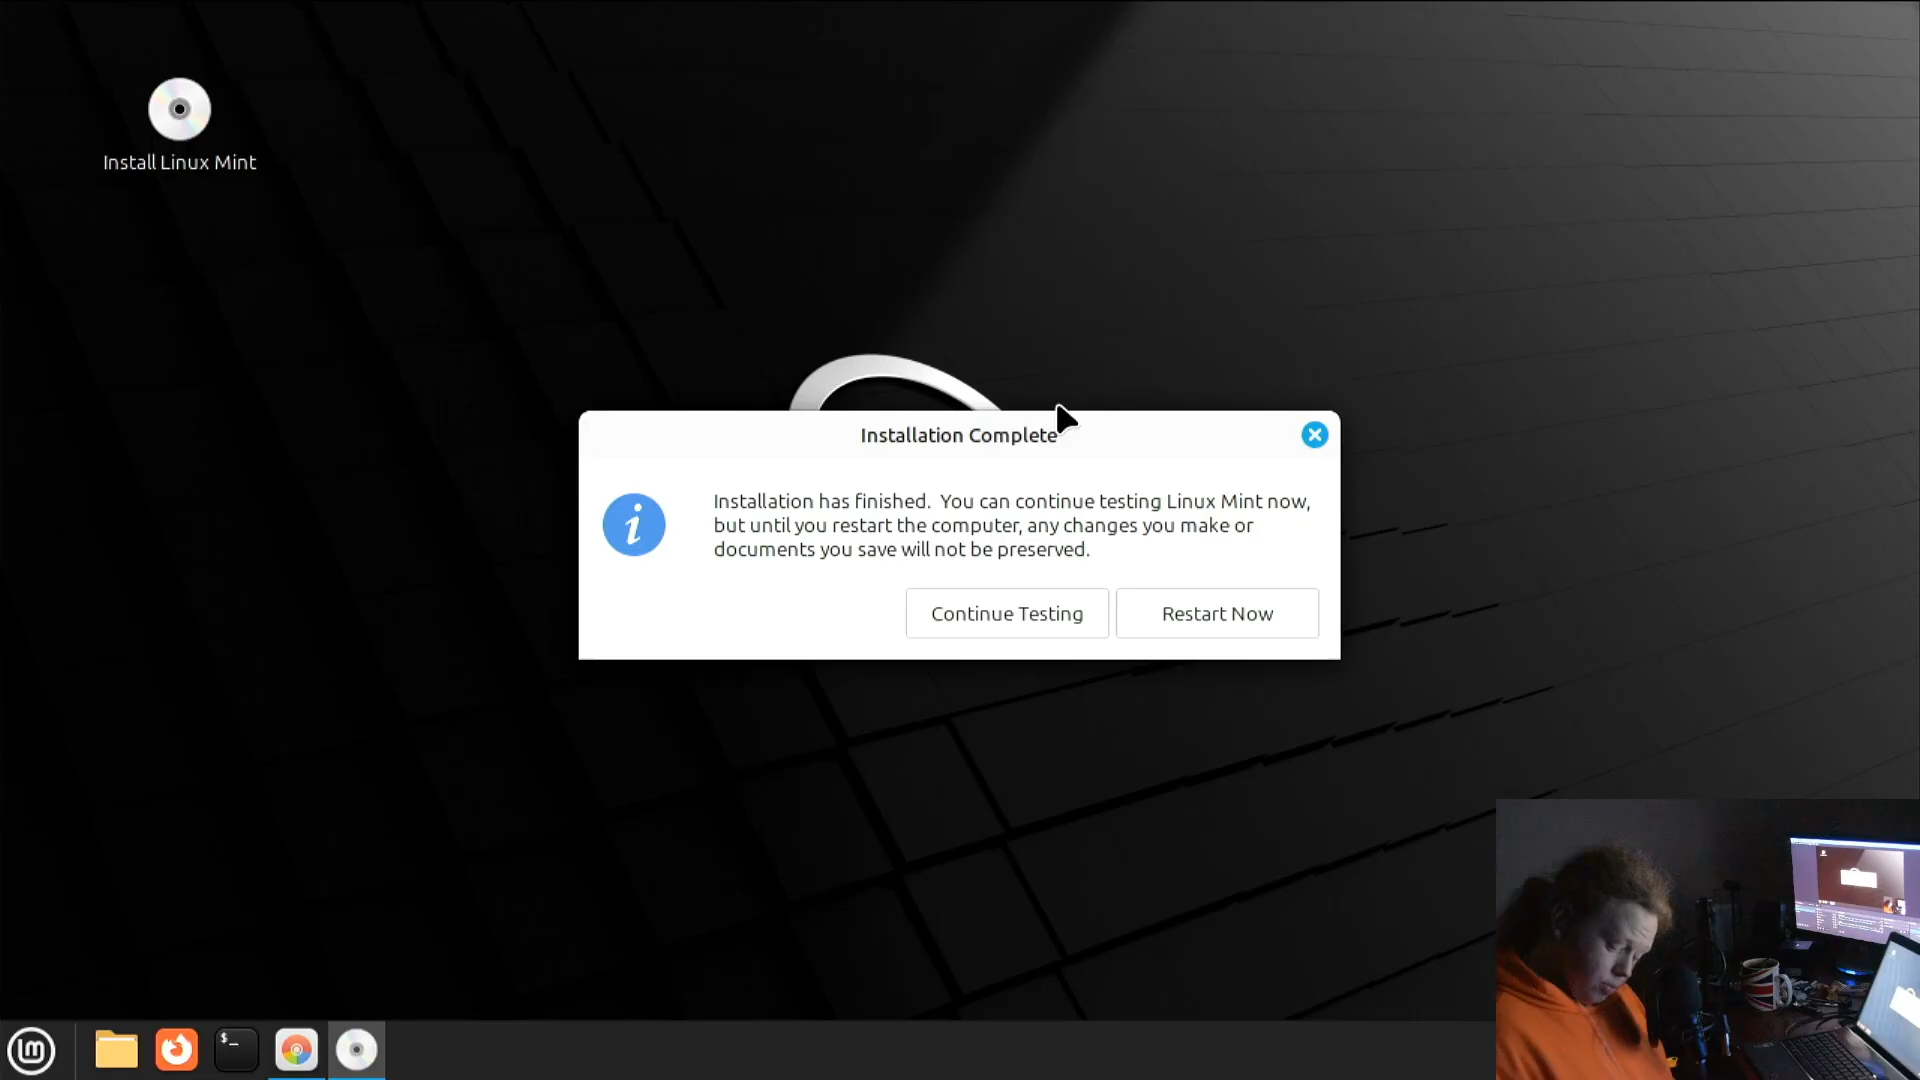 Install Linux Mint
Installation Complete
Installation has finished. You can continue testing Linux Mint now,
but until you restart the computer, any changes you make or
documents you save will not be preserved.
Continue Testing
Restart Now
$_
lm